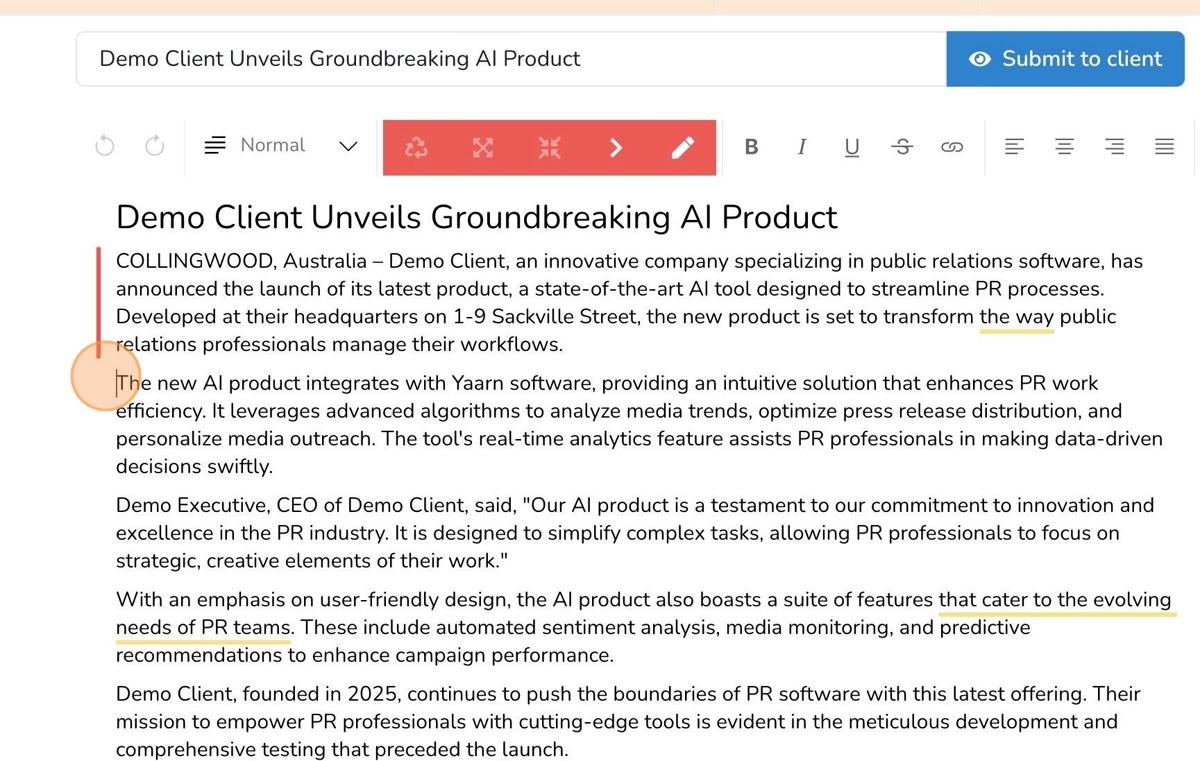 Demo Client Unveils Groundbreaking AI Product
Submit to client
Normal
B I U S
Demo Client Unveils Groundbreaking AI Product
COLLINGWOOD, Australia – Demo Client, an innovative company specializing in public relations software, has
announced the launch of its latest product, a state-of-the-art AI tool designed to streamline PR processes.
Developed at their headquarters on 1-9 Sackville Street, the new product is set to transform the way public
relations professionals manage their workflows.
The new AI product integrates with Yaarn software, providing an intuitive solution that enhances PR work
efficiency. It leverages advanced algorithms to analyze media trends, optimize press release distribution, and
personalize media outreach. The tool's real-time analytics feature assists PR professionals in making data-driven
decisions swiftly.
Demo Executive, CEO of Demo Client, said, "Our AI product is a testament to our commitment to innovation and
excellence in the PR industry. It is designed to simplify complex tasks, allowing PR professionals to focus on
strategic, creative elements of their work."
With an emphasis on user-friendly design, the AI product also boasts a suite of features that cater to the evolving
needs of PR teams. These include automated sentiment analysis, media monitoring, and predictive
recommendations to enhance campaign performance.
Demo Client, founded in 2025, continues to push the boundaries of PR software with this latest offering. Their
mission to empower PR professionals with cutting-edge tools is evident in the meticulous development and
comprehensive testing that preceded the launch.